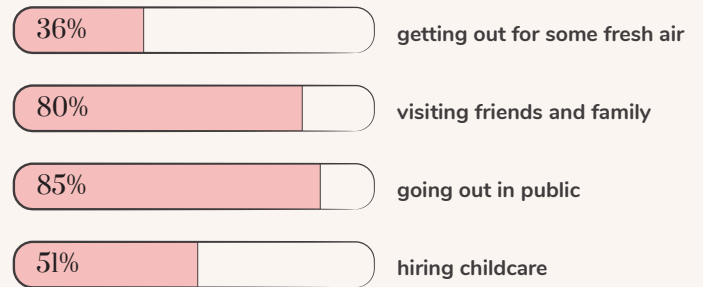 36% getting out for some fresh air
80% visiting friends and family
85% going out in public
51% hiring childcare